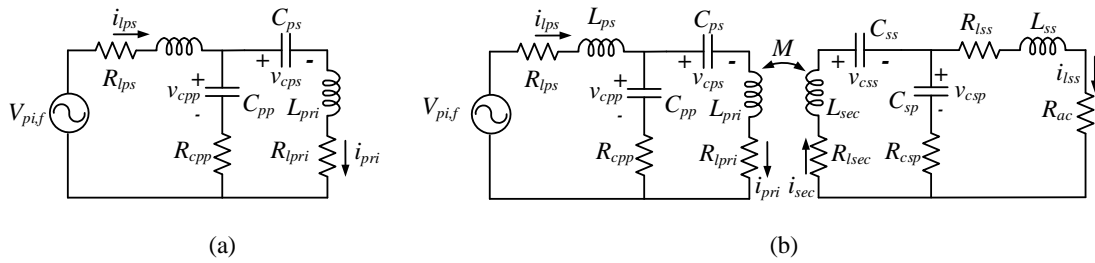 i_lps
R_lps
V_pi,f
C_ps
+ v_cps -
+
v_cpp
-
C_pp
L_pri
R_cpp
R_lpri
i_pri
(a)
i_lps
L_ps
R_lps
V_pi,f
C_ps
+ v_cps -
+
v_cpp
-
C_pp
L_pri
R_cpp
R_lpri
i_pri
M
C_ss
+ v_css -
L_sec
R_lsec
i_sec
C_sp
+
v_csp
-
R_csp
R_lss
L_ss
i_lss
R_ac
(b)